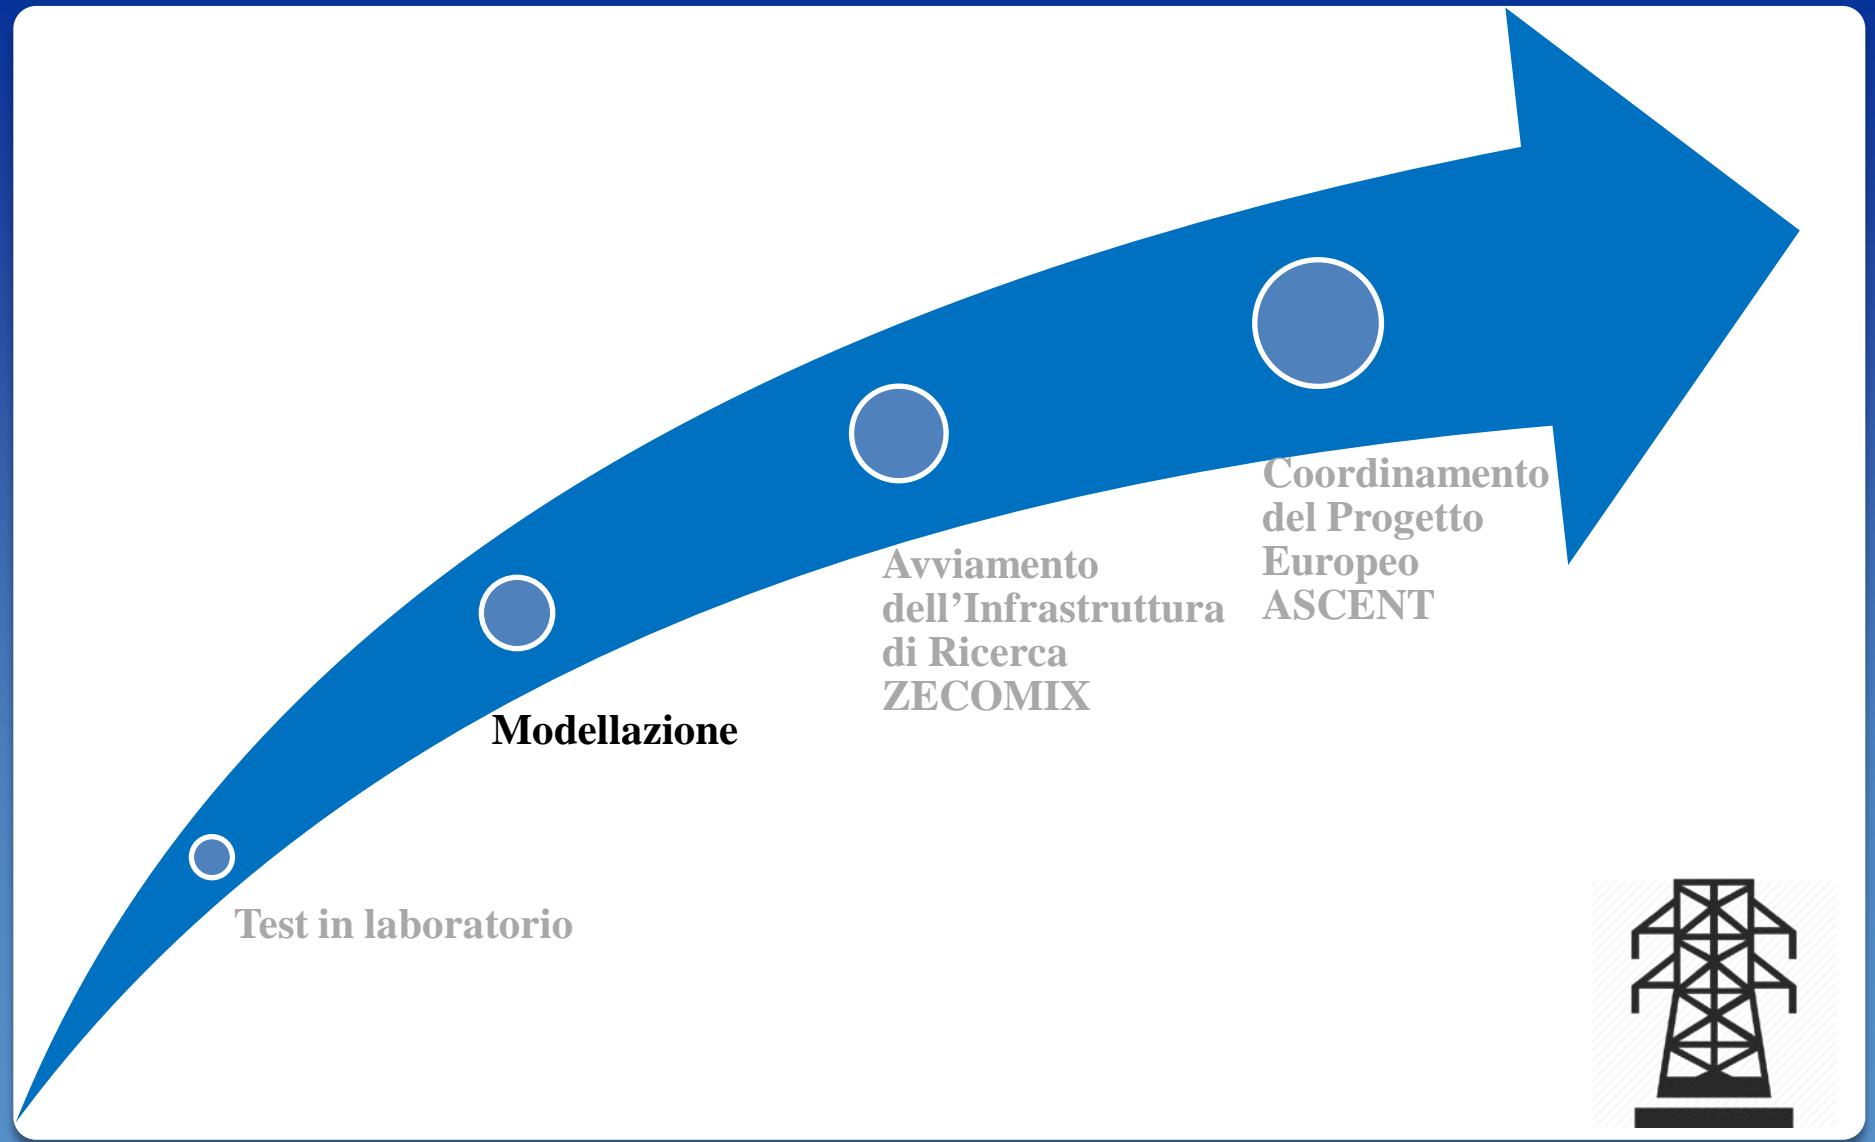 Test in laboratorio
Modellazione
Avviamento
dell’Infrastruttura
di Ricerca
ZECOMIX
Coordinamento
del Progetto
Europeo
ASCENT